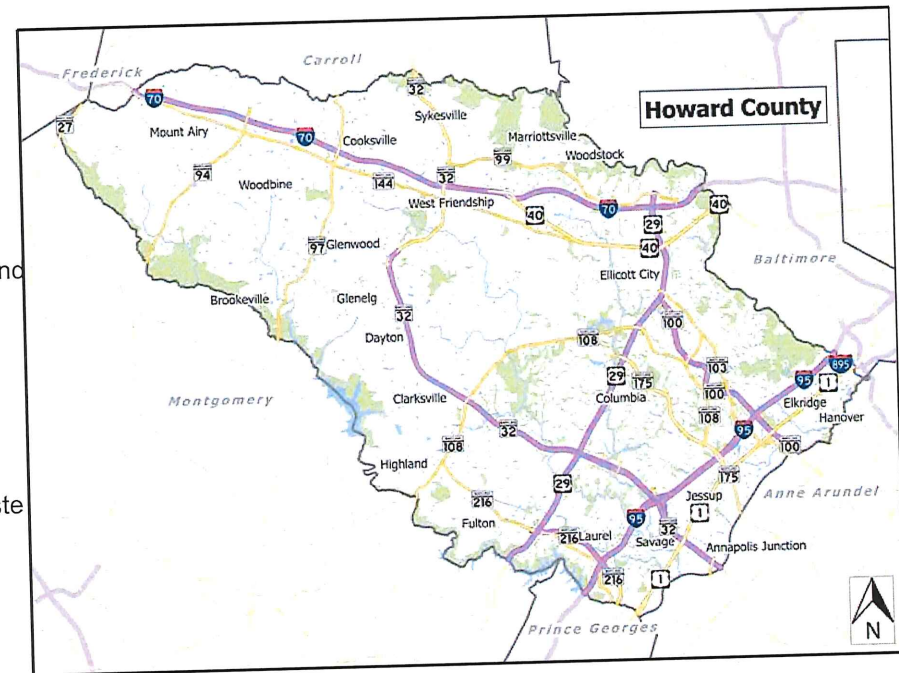 Carroll
Frederick
70
32
Howard County
27
Mount Airy
70
Cooksville
Sykesville
Marriottsville
99
Woodstock
94
Woodbine
144
32
West Friendship
40
70
29
40
40
97
Glenwood
Ellicott City
Baltimore
nd
Brookeville
Glenelg
32
Dayton
108
100
29
175
103
100
895
95
1
Montgomery
Clarksville
Columbia
108
Elkridge
Hanover
32
95
100
108
Highland
175
Anne Arundel
ste
216
29
Jessup
1
Fulton
95
216
Laurel
Savage
32
Annapolis Junction
216
1
Prince Georges
N